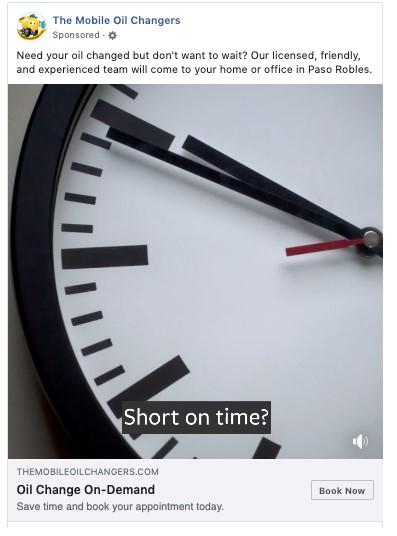 The Mobile Oil Changers
Sponsored ·
Need your oil changed but don't want to wait? Our licensed, friendly,
and experienced team will come to your home or office in Paso Robles.
Short on time?
THEMOBILEOILCHANGERS.COM
Oil Change On-Demand
Book Now
Save time and book your appointment today.